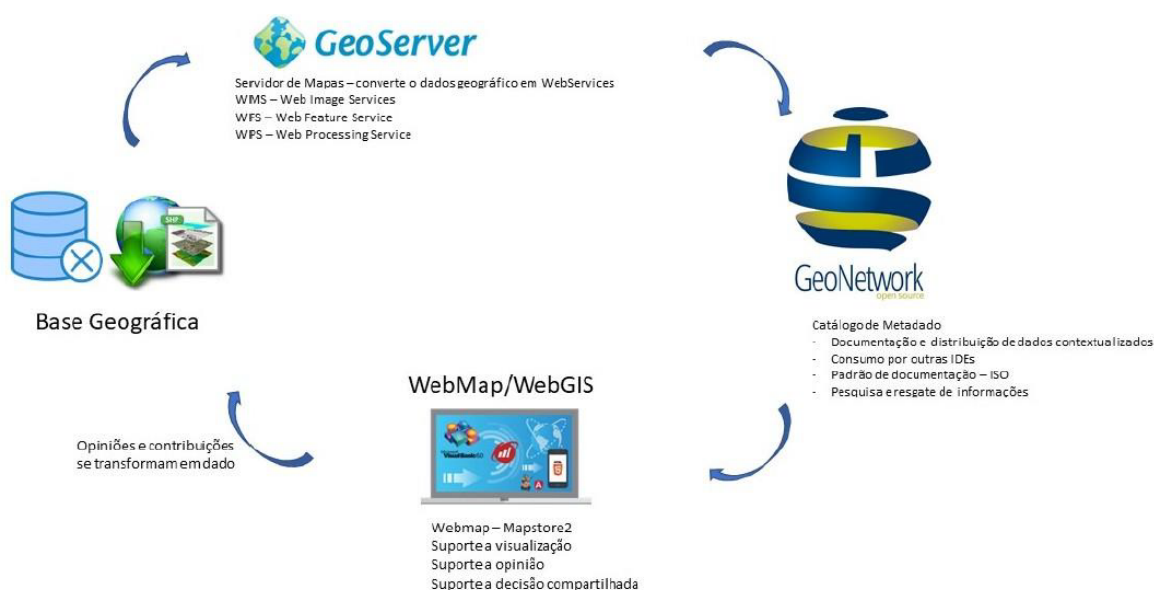 GeoServer
Servidor de Mapas – converte o dados geográfico em WebServices
WMS – Web Image Services
WFS – Web Feature Service
WPS – Web Processing Service
SHP
Base Geográfica
GeoNetwork
open source
Catálogo de Metadado
- Documentação e distribuição de dados contextualizados
- Consumo por outras IDEs
- Padrão de documentação – ISO
- Pesquisa e resgate de informações
WebMap/WebGIS
Opiniões e contribuições
se transformam em dado
Webmap – Mapstore2
Suporte a visualização
Suporte a opinião
Suporte a decisão compartilhada